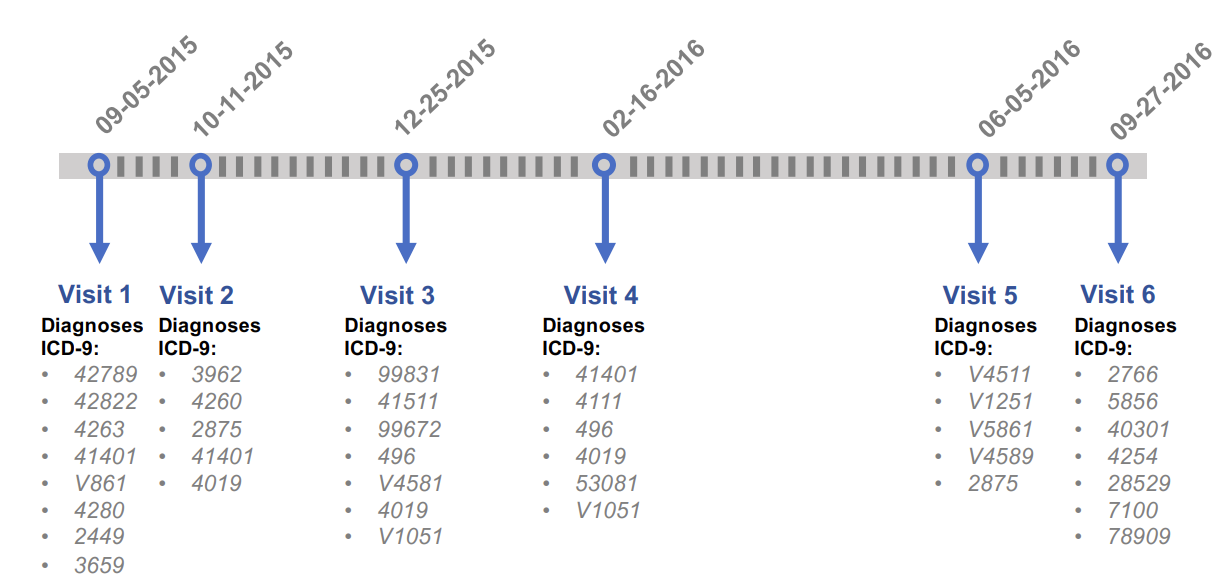 09-05-2015
10-11-2015
12-25-2015
02-16-2016
06-05-2016
09-27-2016
Visit 1
Diagnoses
ICD-9:
• 42789
• 42822
• 4263
• 41401
• V861
• 4280
• 2449
• 3659
Visit 2
Diagnoses
ICD-9:
• 3962
• 4260
• 2875
• 41401
• 4019
Visit 3
Diagnoses
ICD-9:
• 99831
• 41511
• 99672
• 496
• V4581
• 4019
• V1051
Visit 4
Diagnoses
ICD-9:
• 41401
• 4111
• 496
• 4019
• 53081
• V1051
Visit 5
Diagnoses
ICD-9:
• V4511
• V1251
• V5861
• V4589
• 2875
Visit 6
Diagnoses
ICD-9:
• 2766
• 5856
• 40301
• 4254
• 28529
• 7100
• 78909